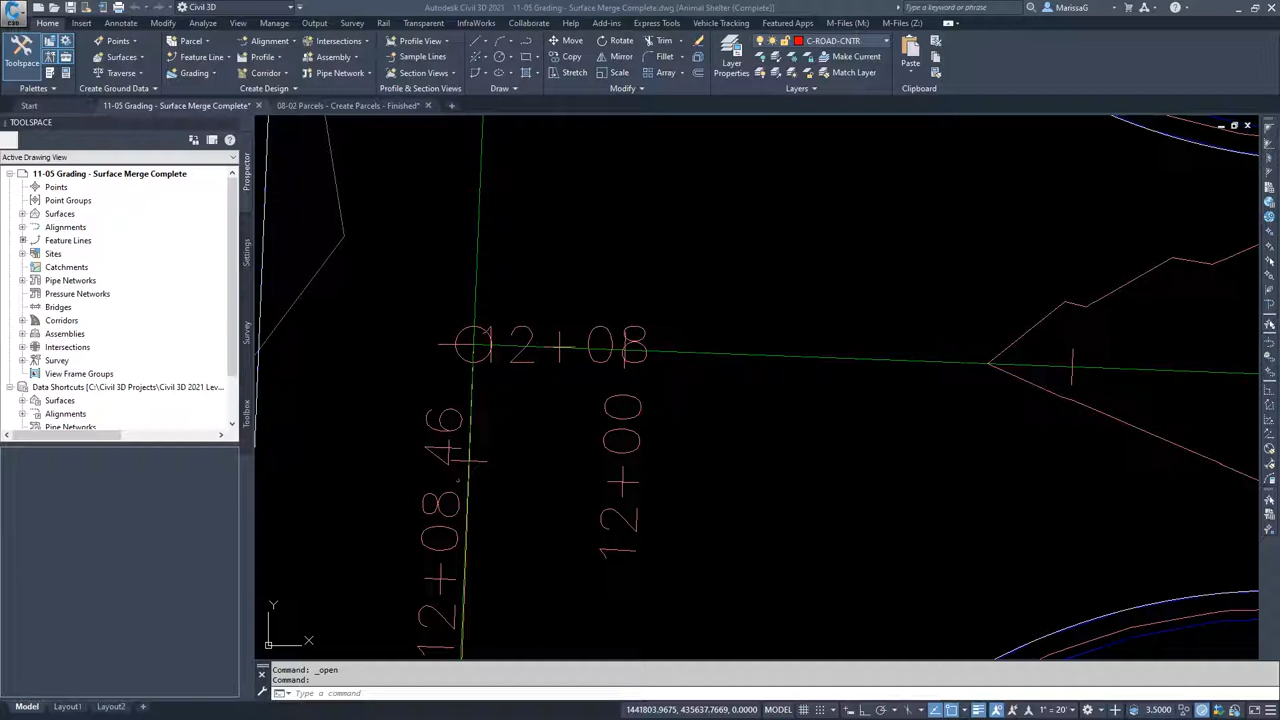 Civil 3D
Autodesk Civil 3D 2021 11-05 Grading - Surface Merge Complete.dwg (Animal Shelter (Complete))
Type a keyword or phrase
MarissaG
C3D
Home Insert Annotate Modify Analyze View Manage Output Survey Rail Transparent InfraWorks Collaborate Help Add-ins Express Tools Vehicle Tracking Featured Apps M-Files (M:) M-Files (Z:)
Toolspace
Points
Surfaces
Traverse
Parcel
Feature Line
Grading
Alignment
Profile
Corridor
Intersections
Assembly
Pipe Network
Profile View
Sample Lines
Section Views
Move
Copy
Stretch
Rotate
Mirror
Scale
Trim
Fillet
Array
Layer
Properties
C-ROAD-CNTR
Make Current
Match Layer
Paste
Palettes
Create Ground Data
Create Design
Profile & Section Views
Draw
Modify
Layers
Clipboard
Start
11-05 Grading - Surface Merge Complete*
08-02 Parcels - Create Parcels - Finished*
TOOLSPACE
Active Drawing View
11-05 Grading - Surface Merge Complete
Points
Point Groups
Surfaces
Alignments
Feature Lines
Sites
Catchments
Pipe Networks
Pressure Networks
Bridges
Corridors
Assemblies
Intersections
Survey
View Frame Groups
Data Shortcuts [C:\Civil 3D Projects\Civil 3D 2021 Lev...
Surfaces
Alignments
Pipe Networks
Prospector
Settings
Survey
Toolbox
12+08
12+08.46
12+00
Y
X
Command: _open
Command:
Type a command
Model Layout1 Layout2
1441803.9675, 435637.7669, 0.0000 MODEL
1" = 20'
3.5000